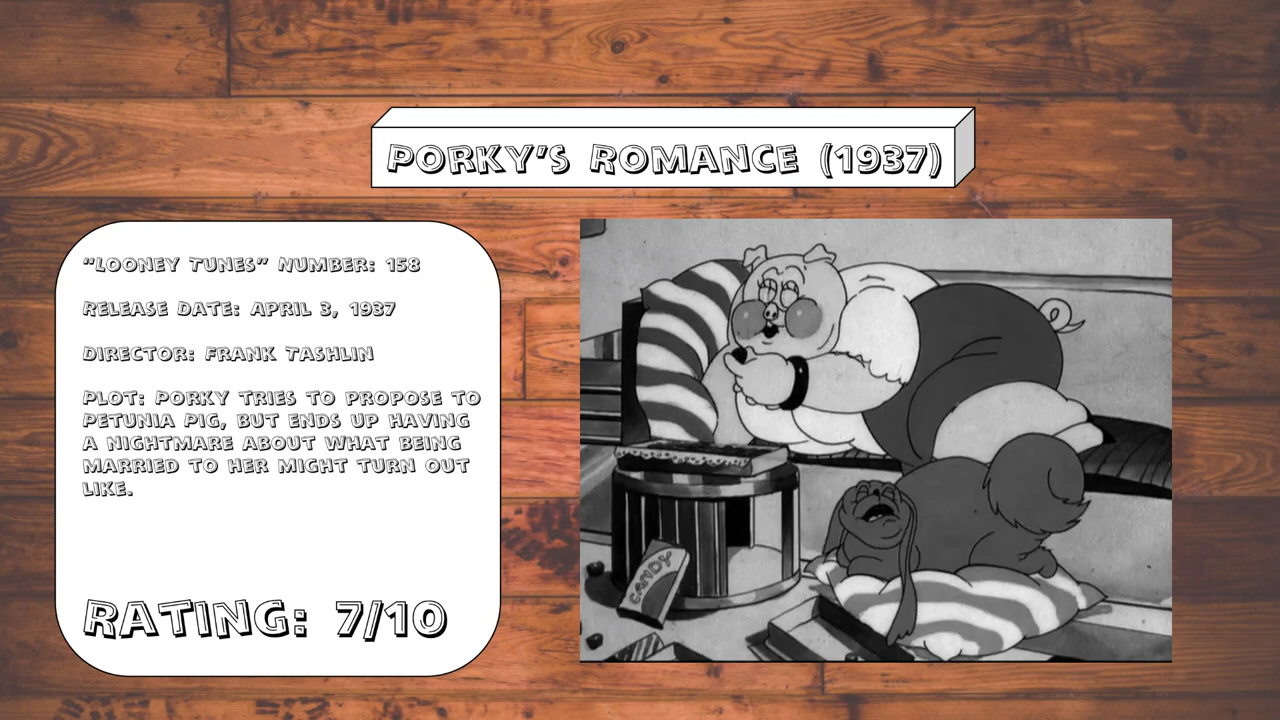 PORKY'S ROMANCE (1937)
"LOONEY TUNES" NUMBER: 158
RELEASE DATE: APRIL 3, 1937
DIRECTOR: FRANK TASHLIN
PLOT: PORKY TRIES TO PROPOSE TO
PETUNIA PIG, BUT ENDS UP HAVING
A NIGHTMARE ABOUT WHAT BEING
MARRIED TO HER MIGHT TURN OUT
LIKE.
RATING: 7/10
CANDY